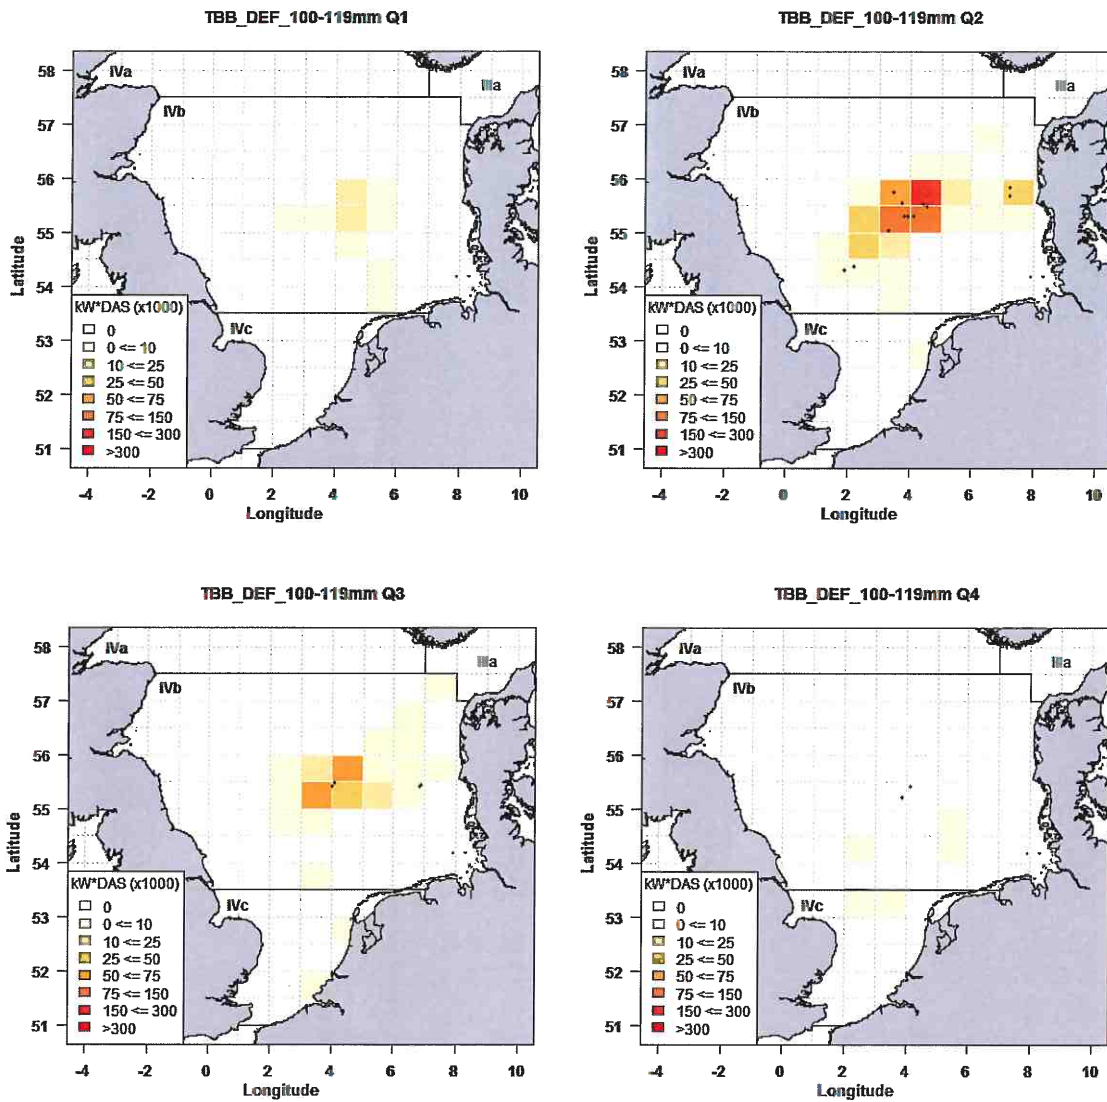 TBB_DEF_100-119mm Q1
58
57
56
55
54
53
52
51
Latitude
IVa
IIIa
IVb
IVc
kW*DAS (x1000)
0
0 <= 10
10 <= 25
25 <= 50
50 <= 75
75 <= 150
150 <= 300
>300
-4 -2 0 2 4 6 8 10
Longitude
TBB_DEF_100-119mm Q2
58
57
56
55
54
53
52
51
Latitude
IVa
IIIa
IVb
IVc
kW*DAS (x1000)
0
0 <= 10
10 <= 25
25 <= 50
50 <= 75
75 <= 150
150 <= 300
>300
-4 -2 0 2 4 6 8 10
Longitude
TBB_DEF_100-119mm Q3
58
57
56
55
54
53
52
51
Latitude
IVa
IIIa
IVb
IVc
kW*DAS (x1000)
0
0 <= 10
10 <= 25
25 <= 50
50 <= 75
75 <= 150
150 <= 300
>300
-4 -2 0 2 4 6 8 10
Longitude
TBB_DEF_100-119mm Q4
58
57
56
55
54
53
52
51
Latitude
IVa
IIIa
IVb
IVc
kW*DAS (x1000)
0
0 <= 10
10 <= 25
25 <= 50
50 <= 75
75 <= 150
150 <= 300
>300
-4 -2 0 2 4 6 8 10
Longitude